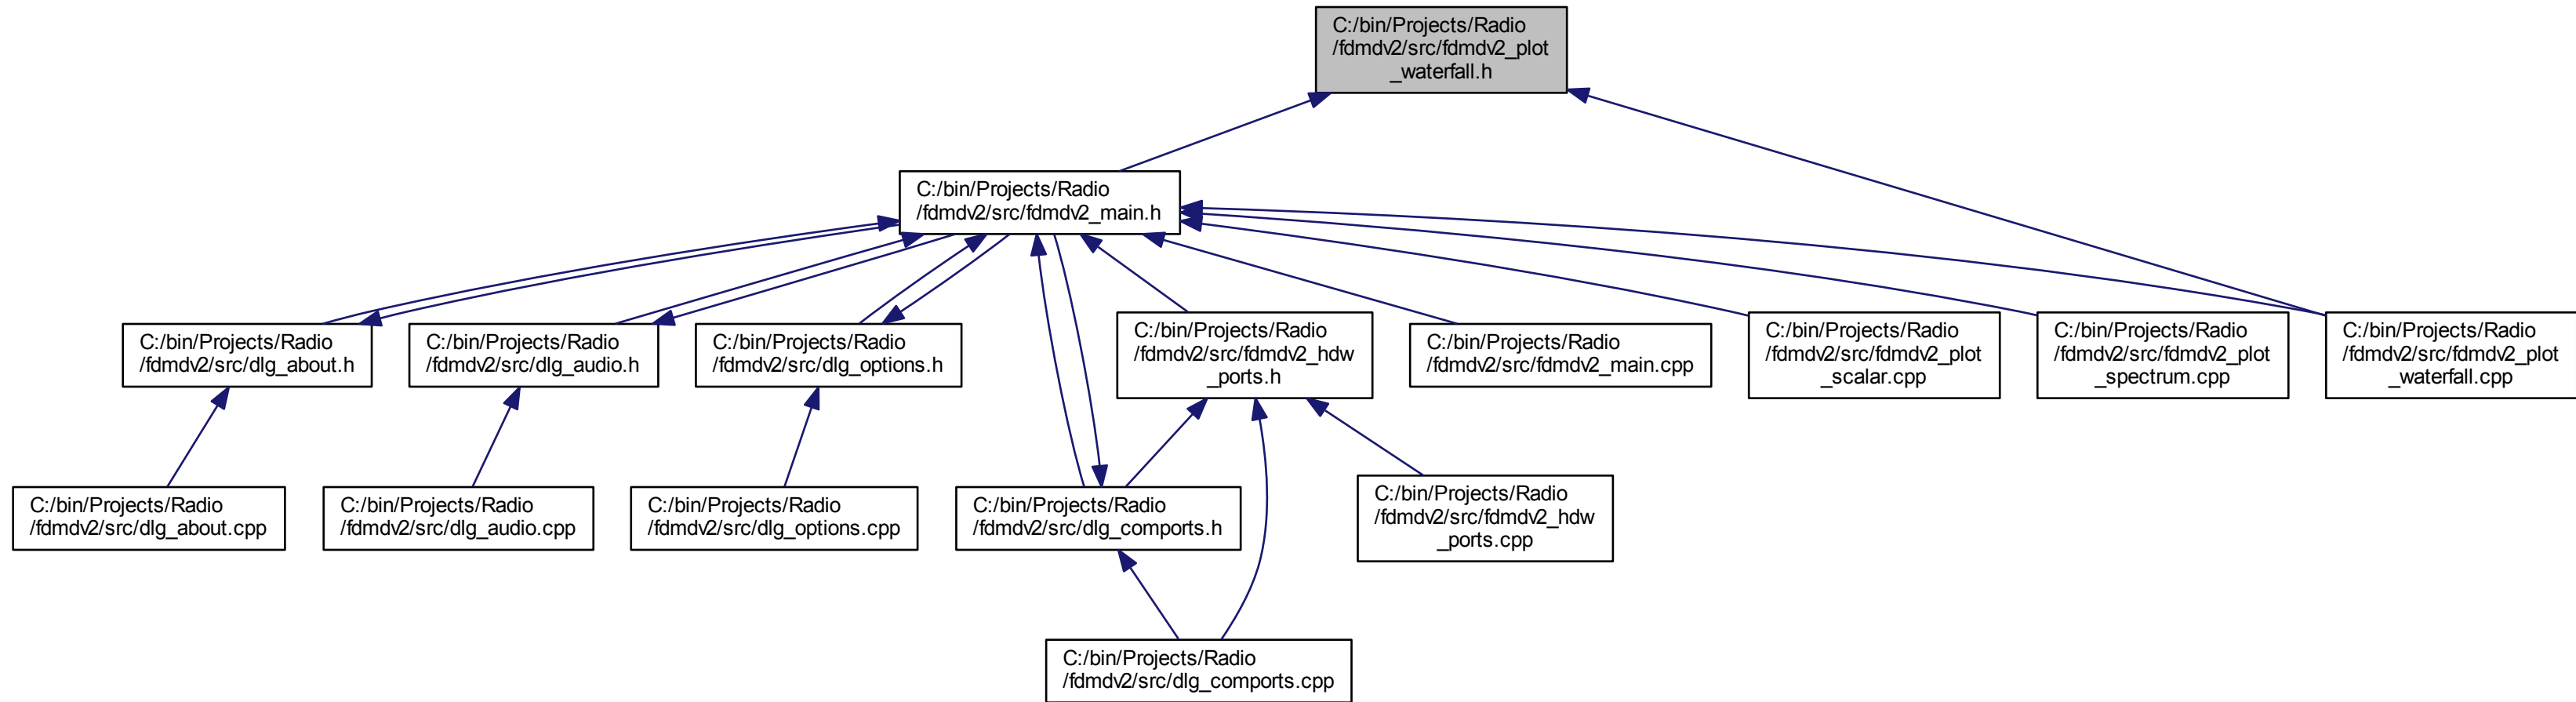 C:/bin/Projects/Radio
/fdmdv2/src/fdmdv2_plot
_waterfall.h
C:/bin/Projects/Radio
/fdmdv2/src/fdmdv2_main.h
C:/bin/Projects/Radio
/fdmdv2/src/dlg_about.h
C:/bin/Projects/Radio
/fdmdv2/src/dlg_audio.h
C:/bin/Projects/Radio
/fdmdv2/src/dlg_options.h
C:/bin/Projects/Radio
/fdmdv2/src/fdmdv2_hdw
_ports.h
C:/bin/Projects/Radio
/fdmdv2/src/fdmdv2_main.cpp
C:/bin/Projects/Radio
/fdmdv2/src/fdmdv2_plot
_scalar.cpp
C:/bin/Projects/Radio
/fdmdv2/src/fdmdv2_plot
_spectrum.cpp
C:/bin/Projects/Radio
/fdmdv2/src/fdmdv2_plot
_waterfall.cpp
C:/bin/Projects/Radio
/fdmdv2/src/dlg_about.cpp
C:/bin/Projects/Radio
/fdmdv2/src/dlg_audio.cpp
C:/bin/Projects/Radio
/fdmdv2/src/dlg_options.cpp
C:/bin/Projects/Radio
/fdmdv2/src/dlg_comports.h
C:/bin/Projects/Radio
/fdmdv2/src/fdmdv2_hdw
_ports.cpp
C:/bin/Projects/Radio
/fdmdv2/src/dlg_comports.cpp